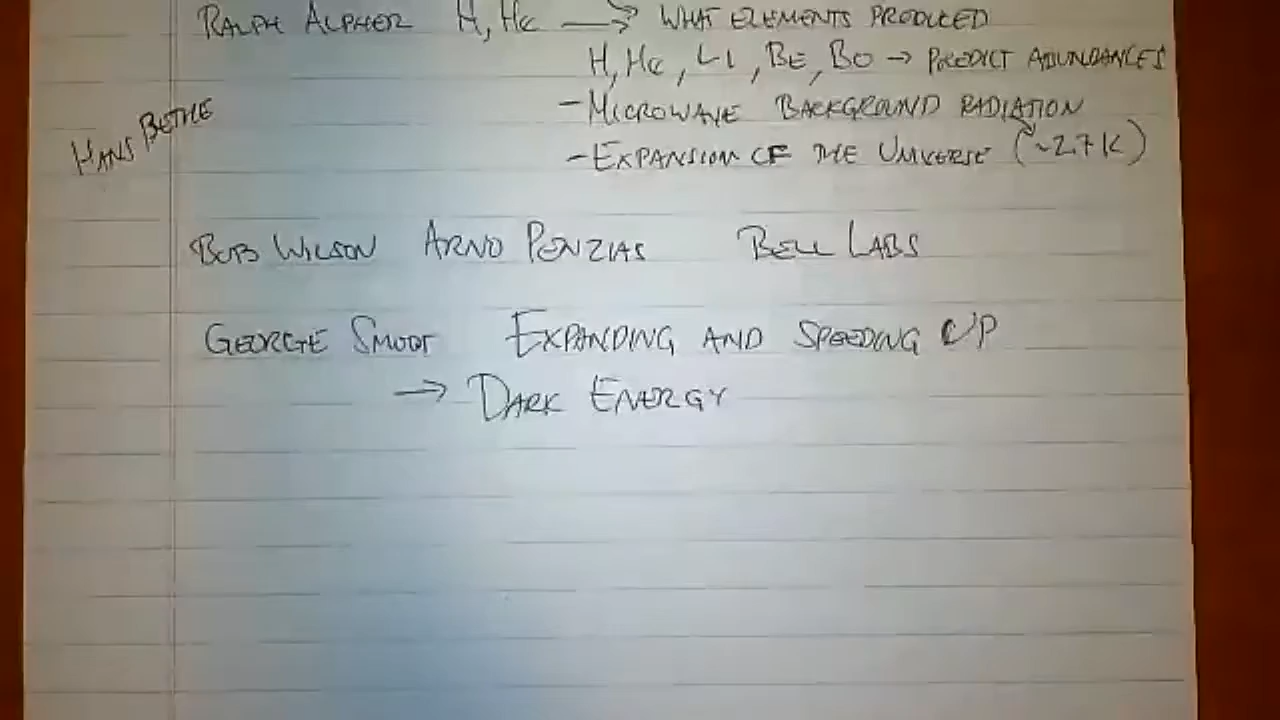 RALPH ALPHER H, He → WHAT ELEMENTS PRODUCED
H, He, LI, BE, BO → PREDICT ABUNDANCES
- MICROWAVE BACKGROUND RADIATION
HANS BETHE
- EXPANSION OF THE UNIVERSE (~2.7K)
BOB WILSON ARNO PENZIAS BELL LABS
GEORGE SMOOT EXPANDING AND SPEEDING UP
→ DARK ENERGY